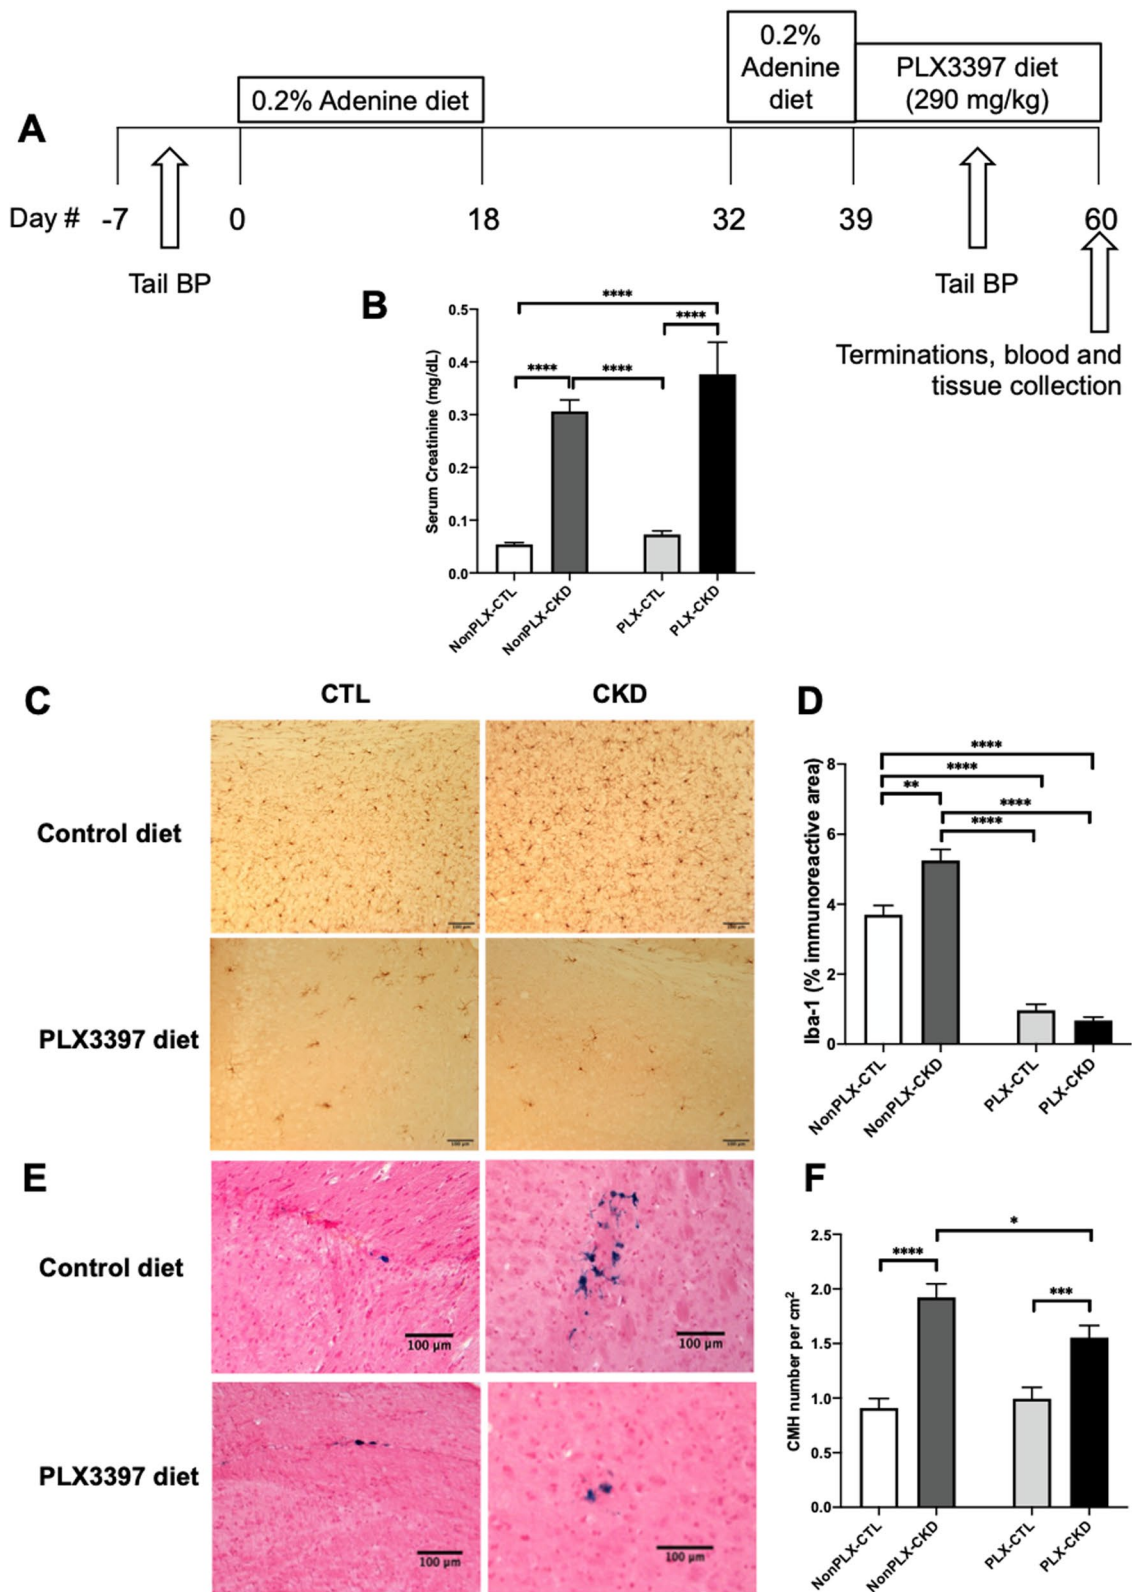 A
0.2% Adenine diet
0.2%
Adenine
diet
PLX3397 diet
(290 mg/kg)
Day # -7 0 18 32 39 60
Tail BP
Tail BP
Terminations, blood and
tissue collection
B
Serum Creatinine (mg/dL)
0.5
0.4
0.3
0.2
0.1
0.0
****
****
****
****
NonPLX-CTL
NonPLX-CKD
PLX-CTL
PLX-CKD
C
CTL
CKD
Control diet
PLX3397 diet
D
Iba-1 (% immunoreactive area)
8
6
4
2
0
****
****
**
****
****
NonPLX-CTL
NonPLX-CKD
PLX-CTL
PLX-CKD
E
Control diet
100 µm
100 µm
PLX3397 diet
100 µm
100 µm
F
CMH number per cm²
2.5
2.0
1.5
1.0
0.5
0.0
*
****
***
NonPLX-CTL
NonPLX-CKD
PLX-CTL
PLX-CKD